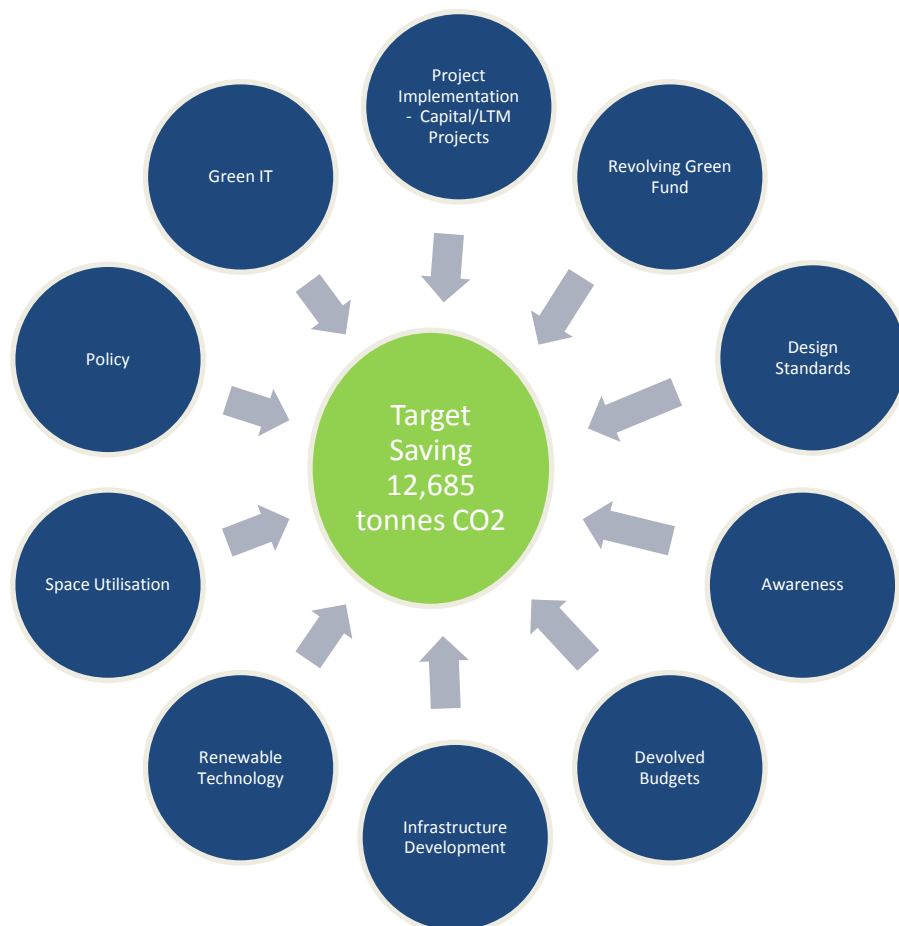 Project
Implementation
- Capital/LTM
Projects
Revolving Green
Fund
Design
Standards
Awareness
Devolved
Budgets
Infrastructure
Development
Renewable
Technology
Space Utilisation
Policy
Green IT
Target
Saving
12,685
tonnes CO2